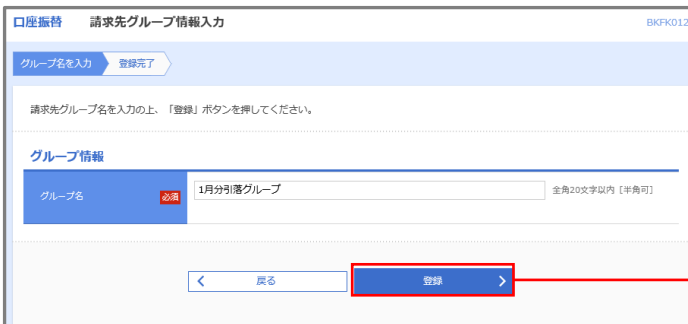 口座振替 請求先グループ情報入力 BKFK012
グループ名を入力 登録完了
請求先グループ名を入力の上、「登録」ボタンを押してください。
グループ情報
グループ名 必須 1月分引落グループ 全角20文字以内 [半角可]
戻る 登録